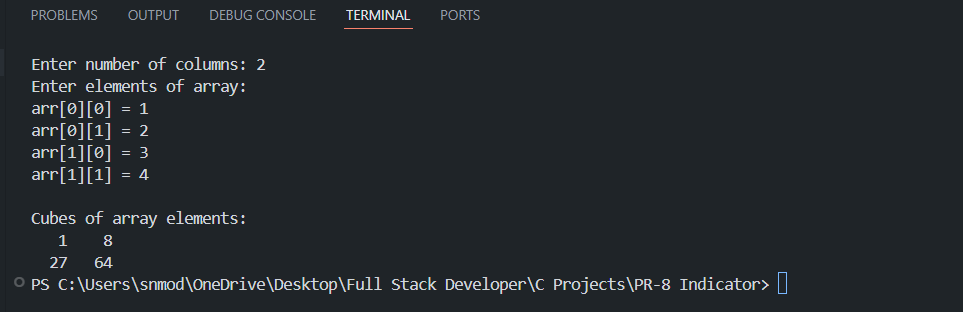 PROBLEMS OUTPUT DEBUG CONSOLE TERMINAL PORTS
Enter number of columns: 2
Enter elements of array:
arr[0][0] = 1
arr[0][1] = 2
arr[1][0] = 3
arr[1][1] = 4
Cubes of array elements:
1 8
27 64
PS C:\Users\snmod\OneDrive\Desktop\Full Stack Developer\C Projects\PR-8 Indicator>